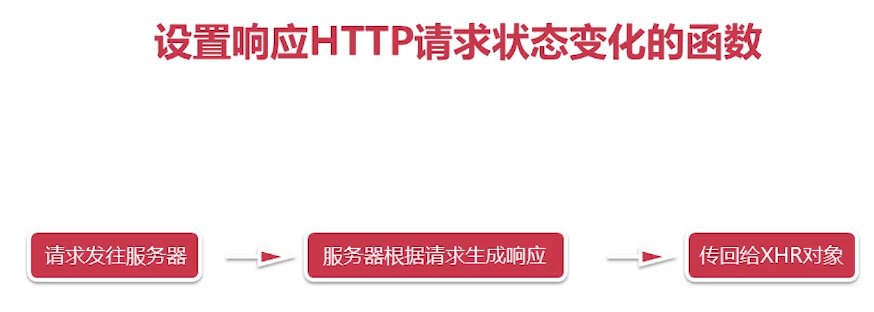 设置响应HTTP请求状态变化的函数
请求发往服务器
服务器根据请求生成响应
传回给XHR对象